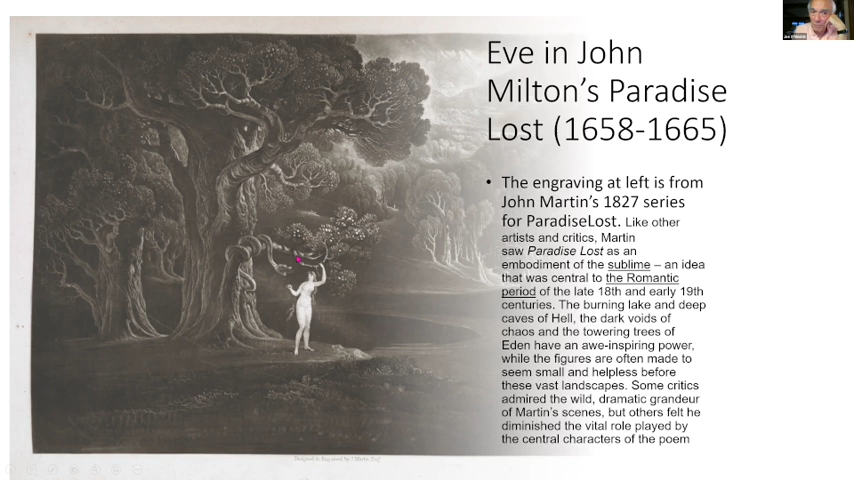 Eve in John
Milton's Paradise
Lost (1658-1665)
• The engraving at left is from
John Martin's 1827 series
for ParadiseLost. Like other
artists and critics, Martin
saw Paradise Lost as an
embodiment of the sublime – an idea
that was central to the Romantic
period of the late 18th and early 19th
centuries. The burning lake and deep
caves of Hell, the dark voids of
chaos and the towering trees of
Eden have an awe-inspiring power,
while the figures are often made to
seem small and helpless before
these vast landscapes. Some critics
admired the wild, dramatic grandeur
of Martin's scenes, but others felt he
diminished the vital role played by
the central characters of the poem